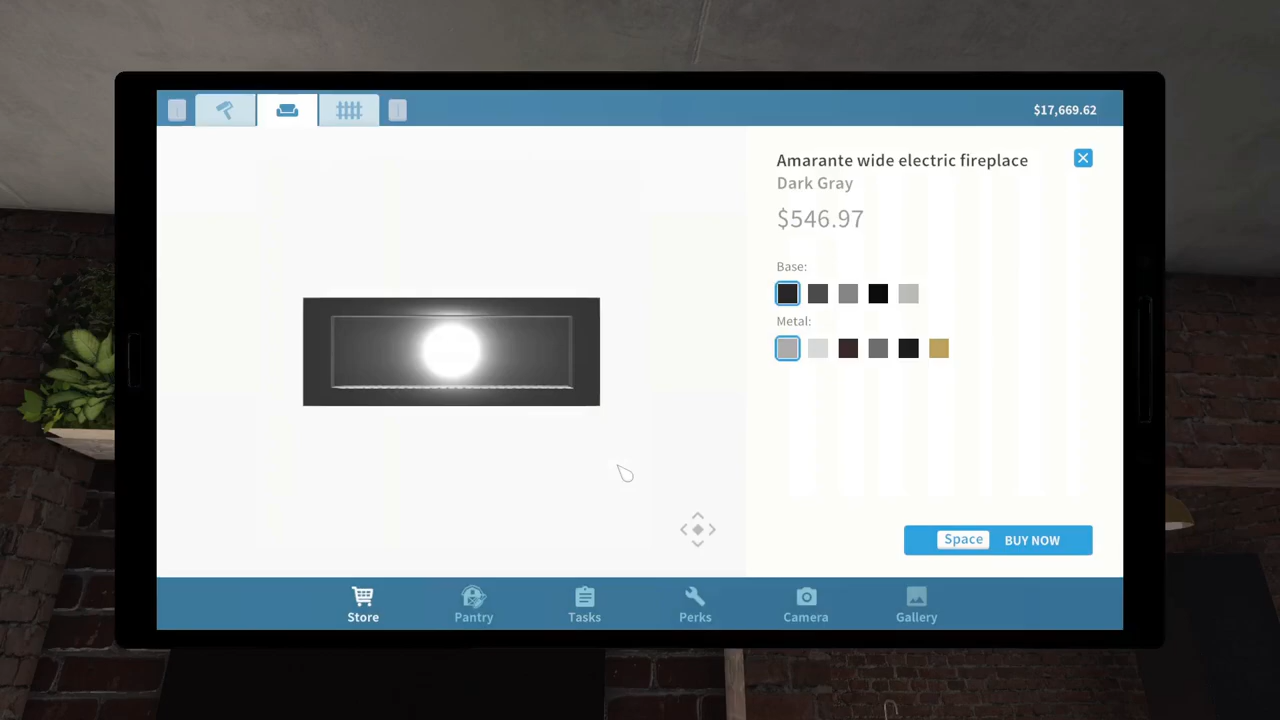 $17,669.62
Amarante wide electric fireplace
Dark Gray
$546.97
Base:
Metal:
Space BUY NOW
Store Pantry Tasks Perks Camera Gallery